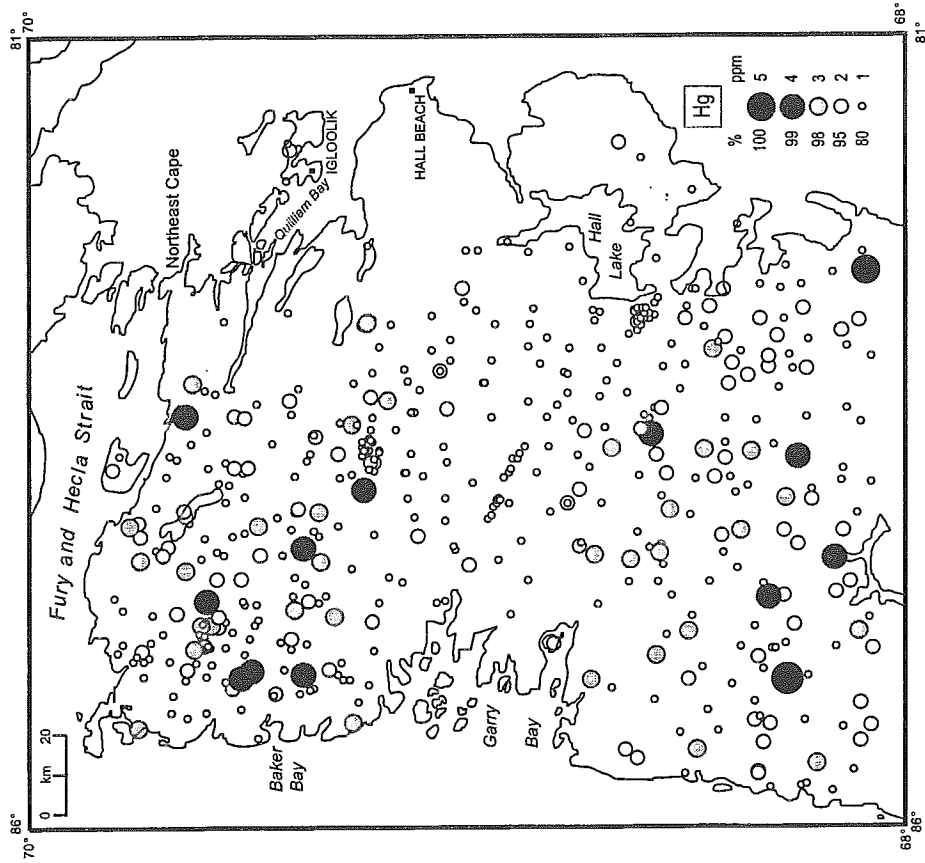 86°
81°
70°
70°
0 km 20
Fury and Hecla Strait
Northeast Cape
Quilliam Bay
IGLOOLIK
HALL BEACH
Baker
Bay
Garry
Bay
Hall
Lake
Hg
% ppm
100 5
99 4
98 3
95 2
80 1
68°
68°
86°
81°